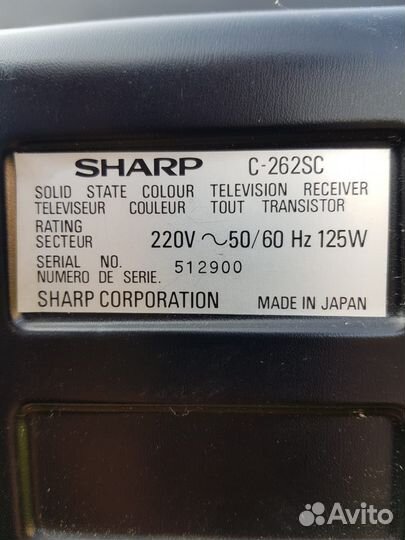 SHARP C-262SC
SOLID STATE COLOUR TELEVISION RECEIVER
TELEVISEUR COULEUR TOUT TRANSISTOR
RATING
SECTEUR 220V ～50/60 Hz 125W
SERIAL NO. 512900
NUMERO DE SERIE.
SHARP CORPORATION MADE IN JAPAN
Avito